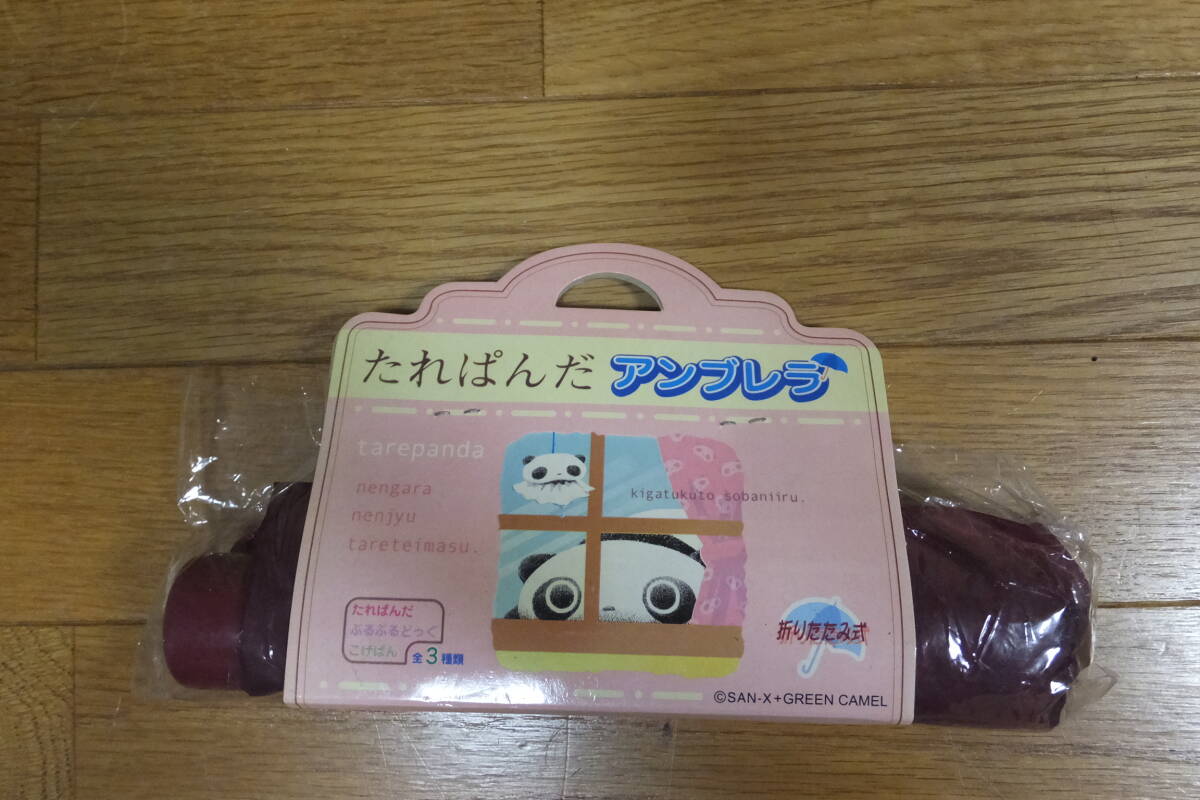 たれぱんだ アンブレラ
tarepanda
nengara
nenjyu
tareteimasu.
kigatukuto sobaniiru.
たれぱんだ
ぶるぶるどっぐ
こげぱん
全3種類
折りたたみ式
©SAN-X+GREEN CAMEL